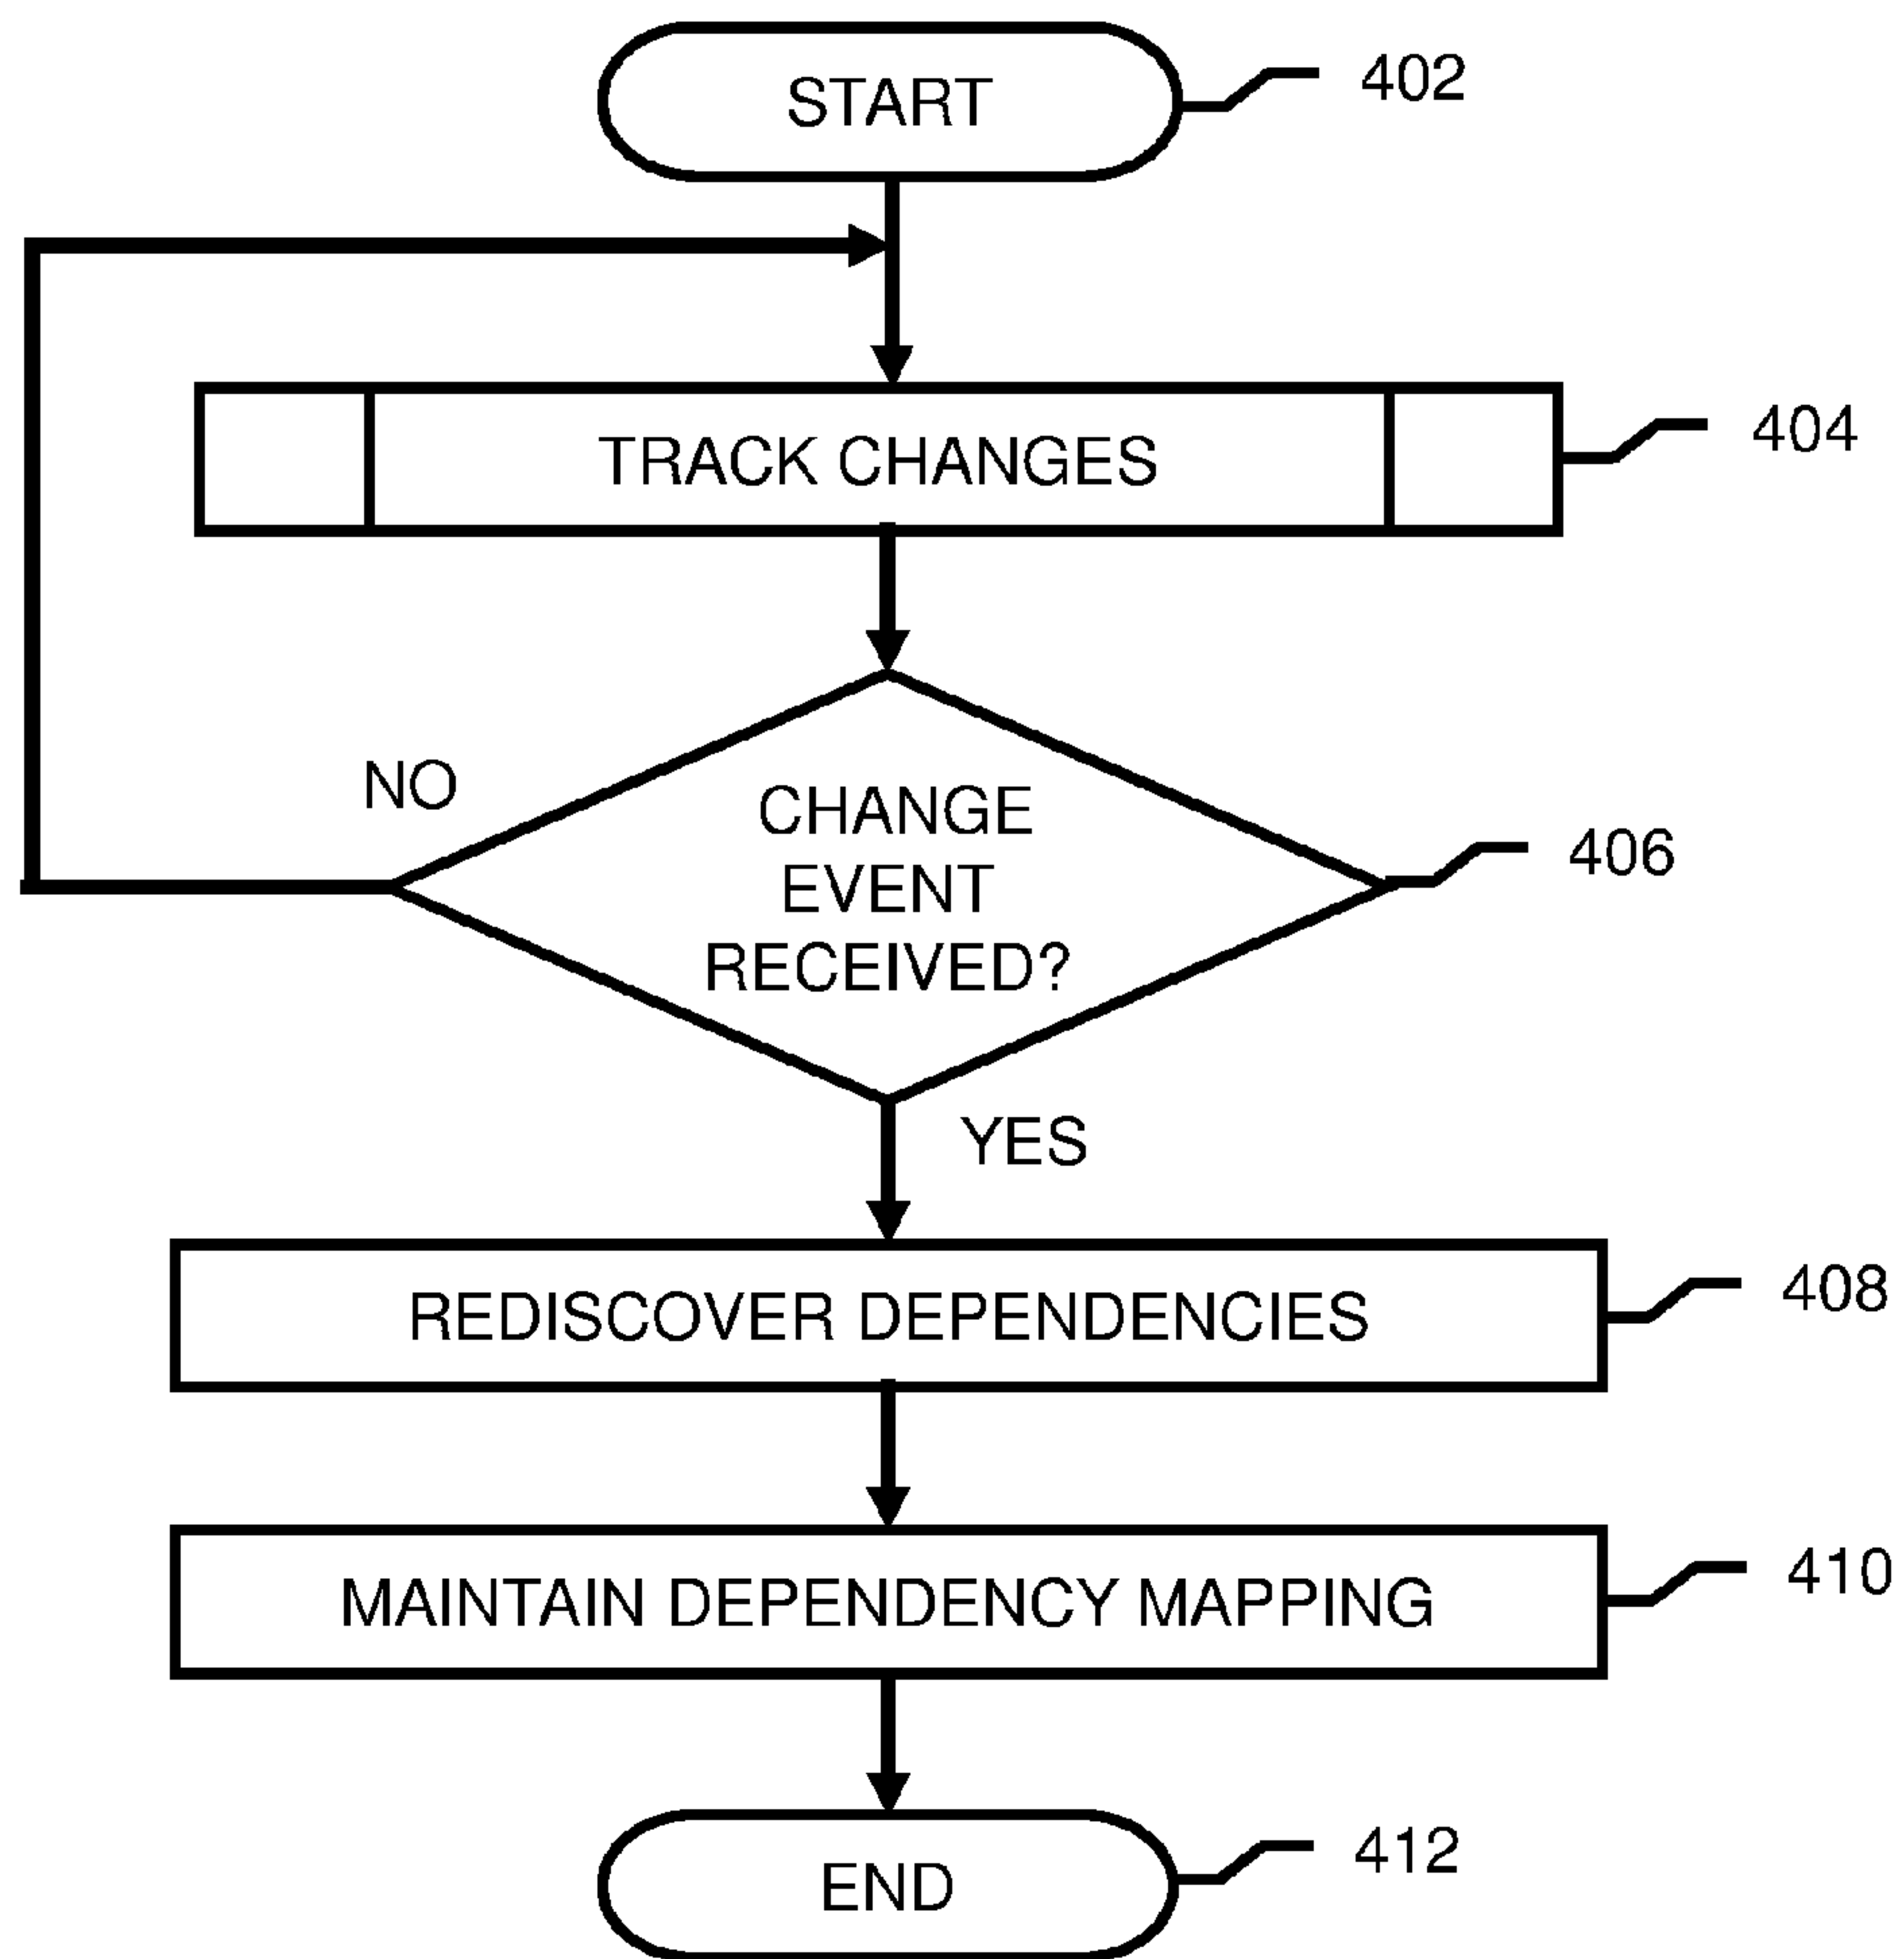 START
402
TRACK CHANGES
404
NO
CHANGE
EVENT
RECEIVED?
406
YES
REDISCOVER DEPENDENCIES
408
MAINTAIN DEPENDENCY MAPPING
410
END
412